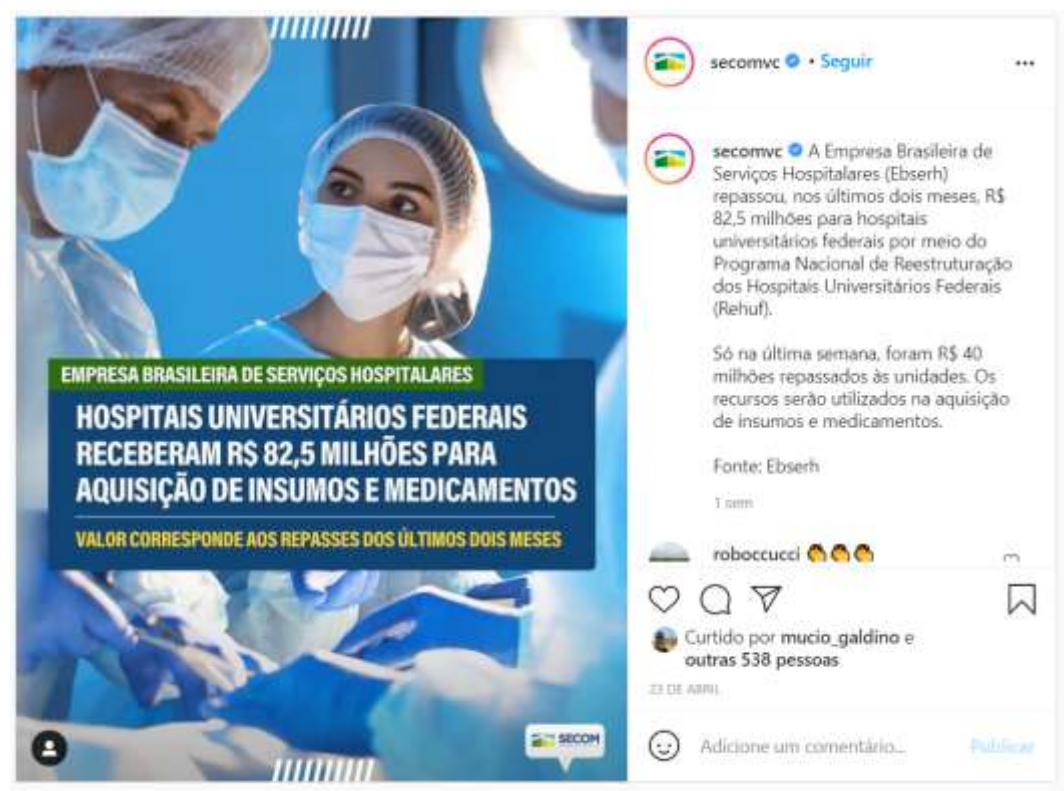 EMPRESA BRASILEIRA DE SERVIÇOS HOSPITALARES
HOSPITAIS UNIVERSITÁRIOS FEDERAIS
RECEBERAM R$ 82,5 MILHÕES PARA
AQUISIÇÃO DE INSUMOS E MEDICAMENTOS
VALOR CORRESPONDE AOS REPASSES DOS ÚLTIMOS DOIS MESES
SECOM
secomvc • Seguir
secomvc A Empresa Brasileira de
Serviços Hospitalares (Ebserh)
repassou, nos últimos dois meses, R$
82,5 milhões para hospitais
universitários federais por meio do
Programa Nacional de Reestruturação
dos Hospitais Universitários Federais
(Rehuf).
Só na última semana, foram R$ 40
milhões repassados às unidades. Os
recursos serão utilizados na aquisição
de insumos e medicamentos.
Fonte: Ebserh
1 sem
roboccucci
Curtido por mucio_galdino e
outras 538 pessoas
23 DE ABRIL
Adicione um comentário...
Publicar